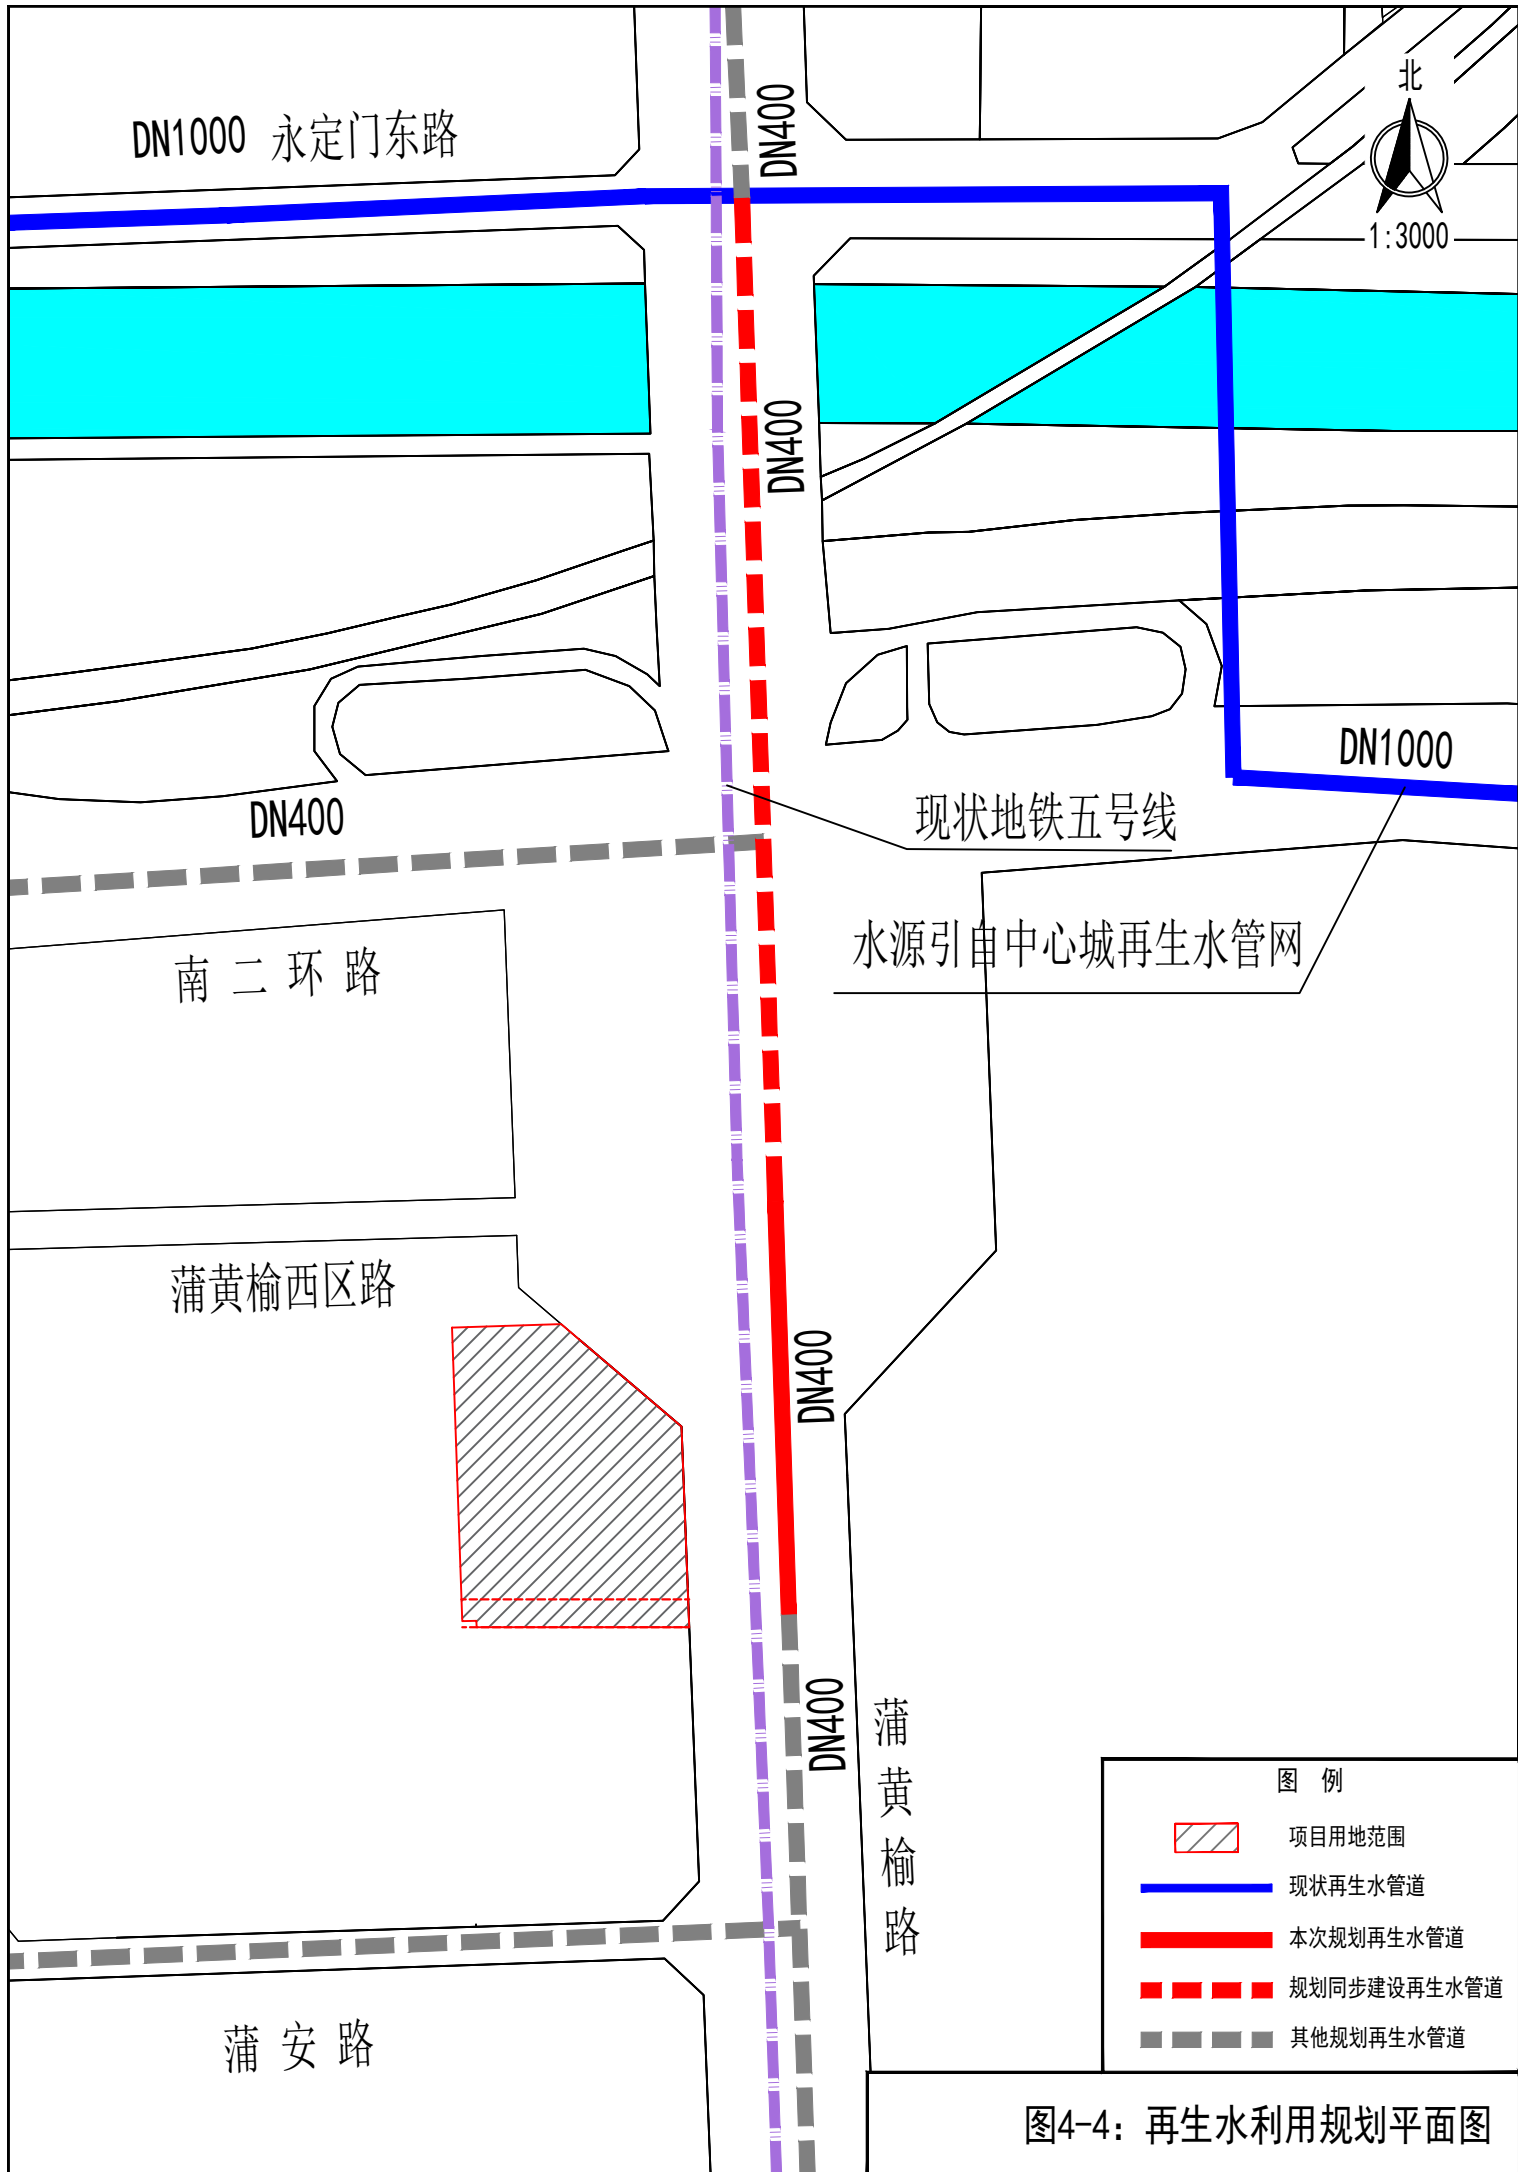 北
1:3000
DN400
DN1000 永定门东路
DN400
DN1000
DN400
现状地铁五号线
水源引自中心城再生水管网
南二环路
蒲黄榆西区路
DN400
DN400
蒲黄榆路
图 例
项目用地范围
现状再生水管道
本次规划再生水管道
规划同步建设再生水管道
其他规划再生水管道
蒲安路
图4-4: 再生水利用规划平面图